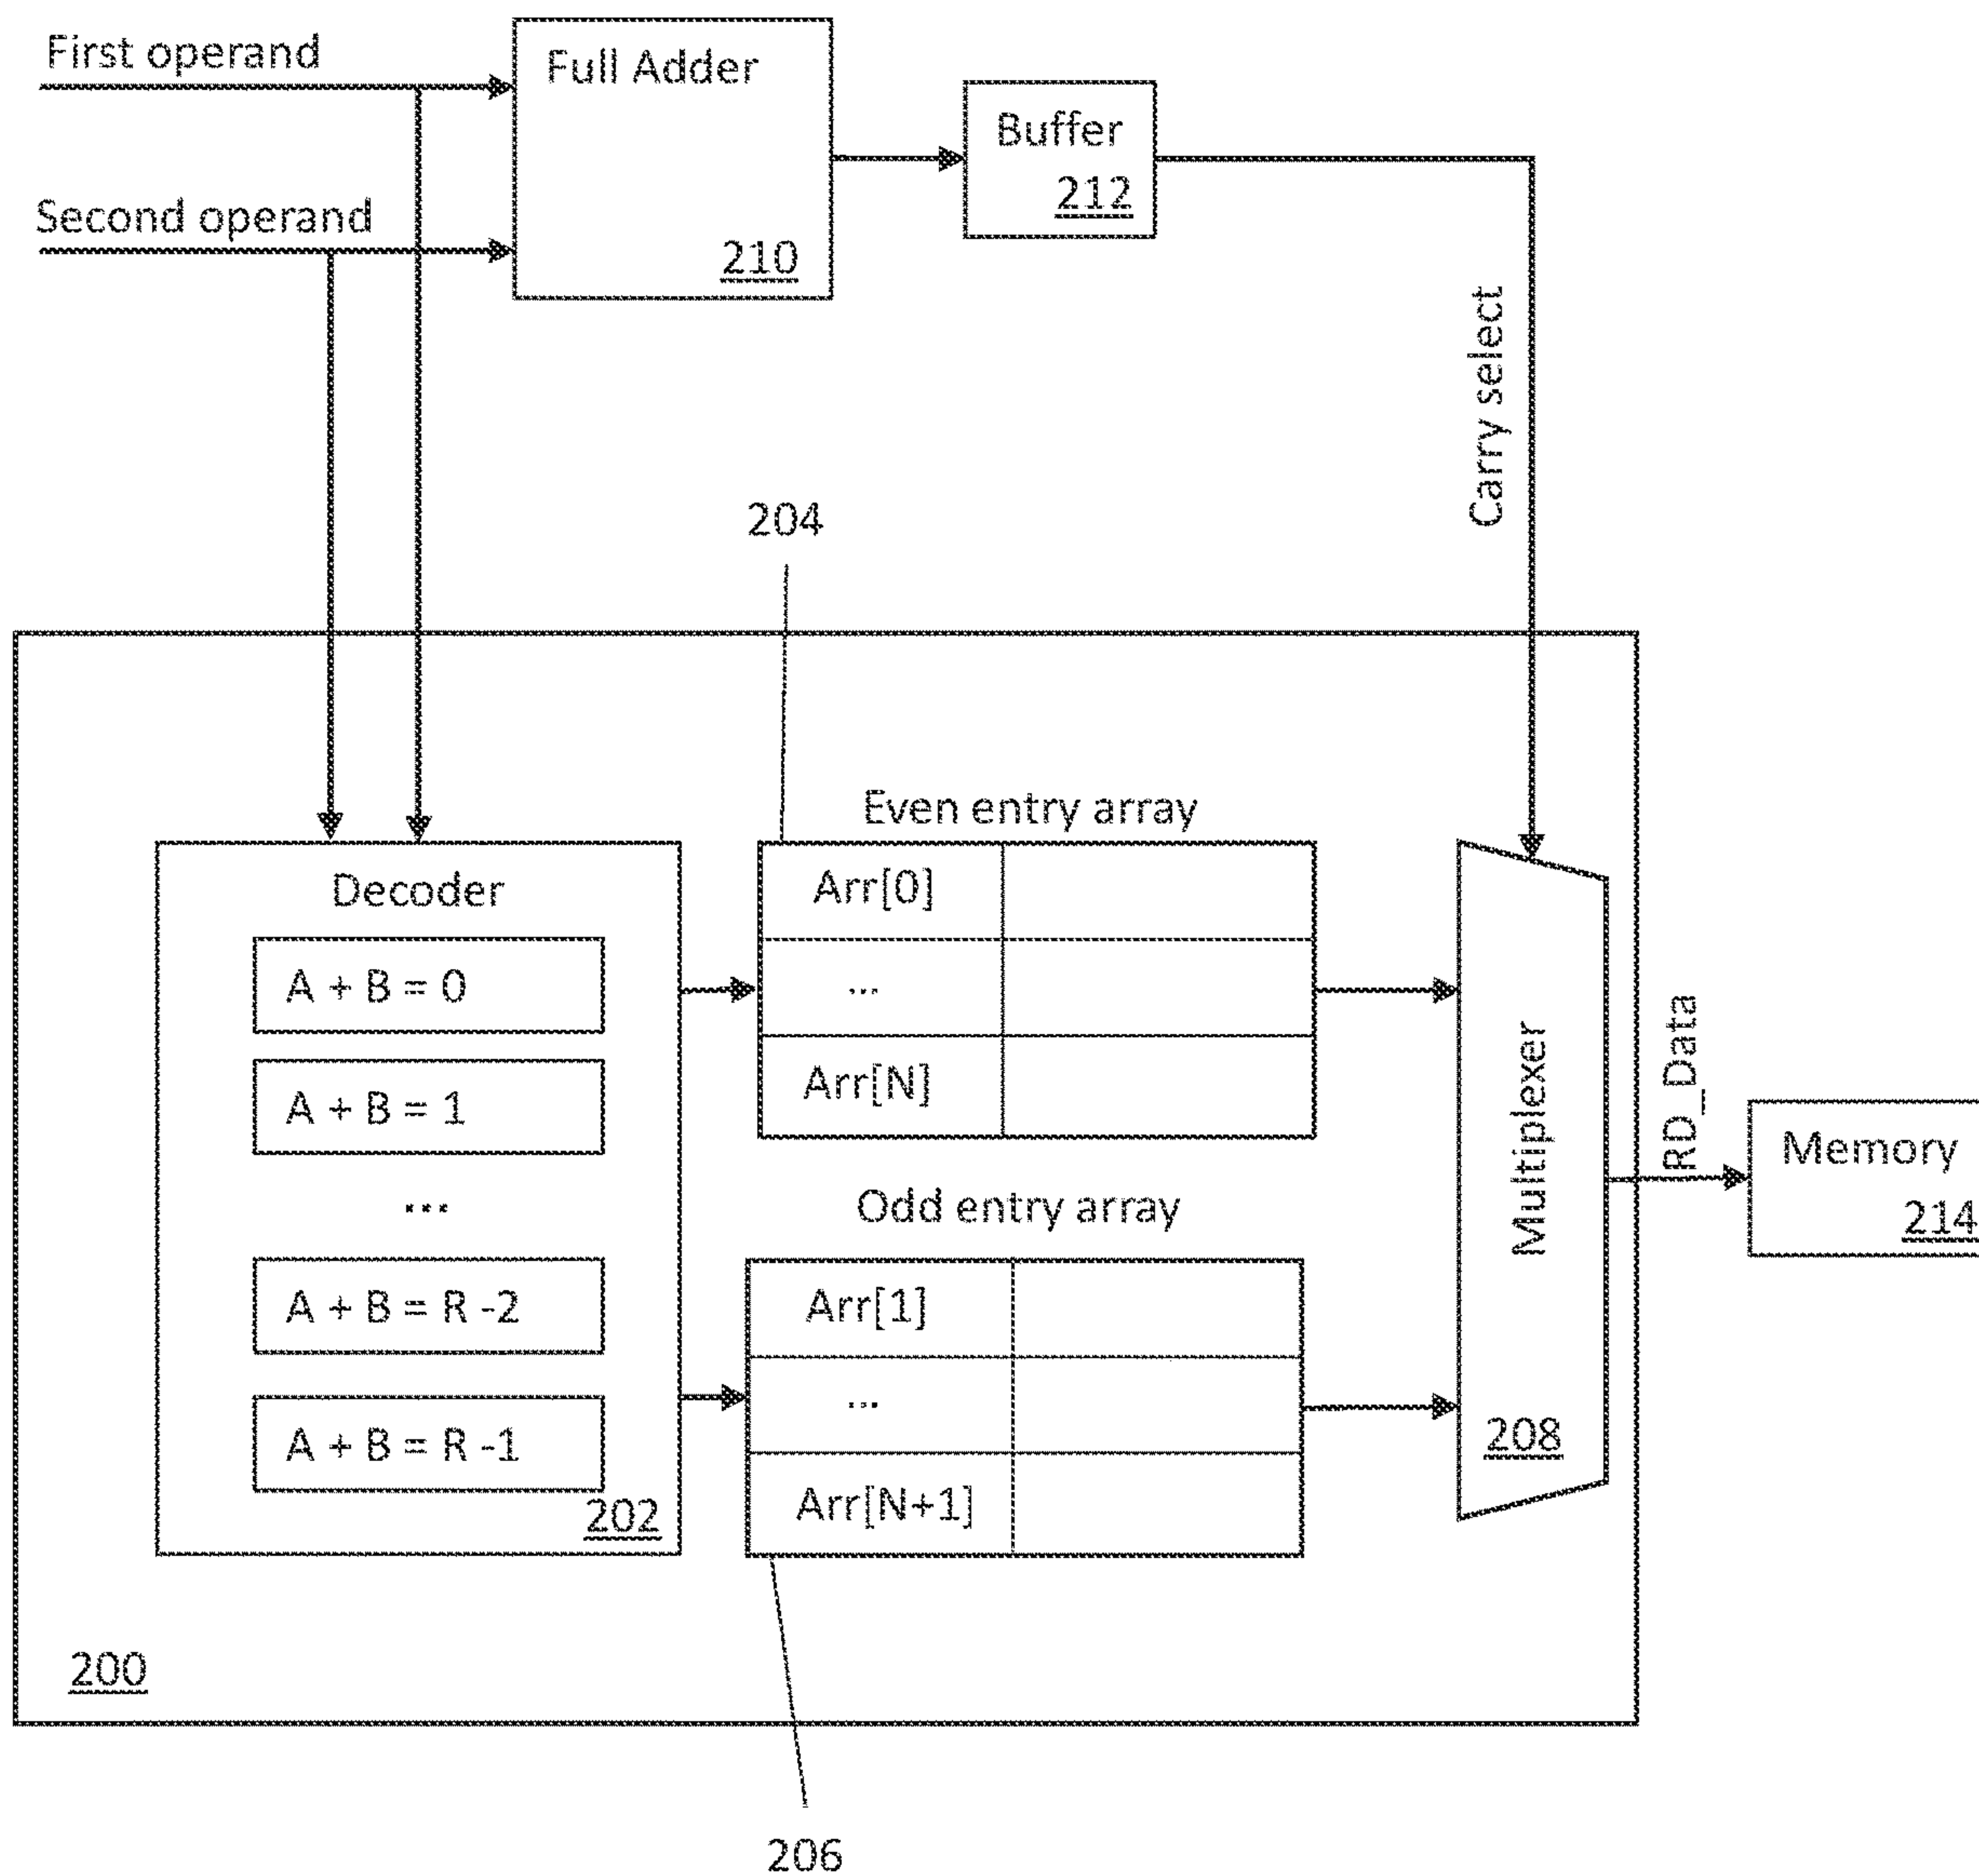 First operand
Full Adder
210
Buffer
212
Second operand
Carry select
204
Even entry array
Decoder
A + B = 0
A + B = 1
...
A + B = R -2
A + B = R -1
202
Arr[0]
...
Arr[N]
Odd entry array
Arr[1]
...
Arr[N+1]
Multiplexer
208
RD_Data
Memory
214
200
206